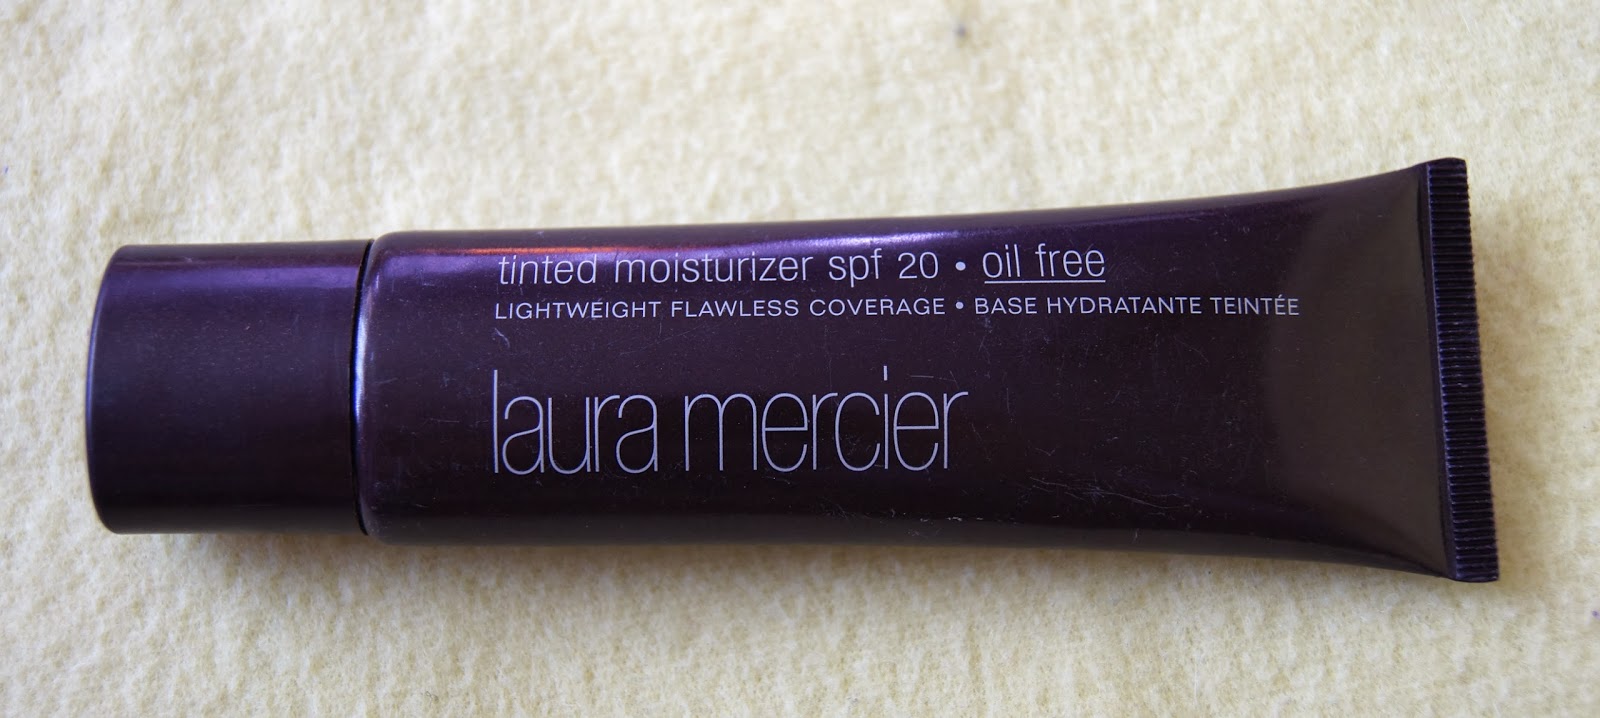 tinted moisturizer spf 20 • oil free
LIGHTWEIGHT FLAWLESS COVERAGE • BASE HYDRATANTE TEINTÉE
laura mercier